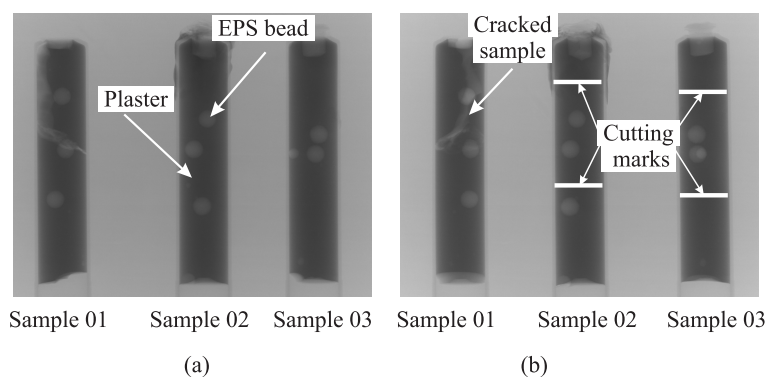 EPS bead
Plaster
Sample 01
Sample 02
Sample 03
(a)
Cracked
sample
Cutting
marks
Sample 01
Sample 02
Sample 03
(b)